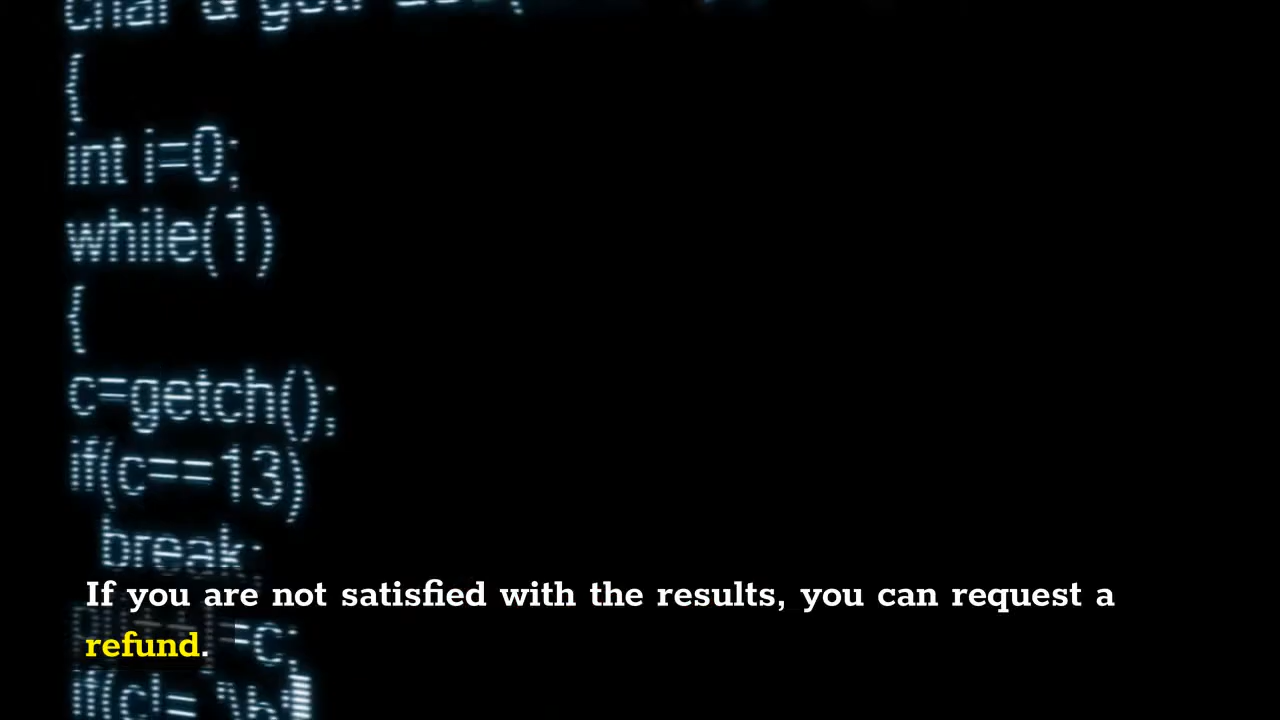 {
int i=0;
while(1)
{
c=getch();
if(c==13)
break;
If you are not satisfied with the results, you can request a
refund.
=c;
if(c!= '\b'